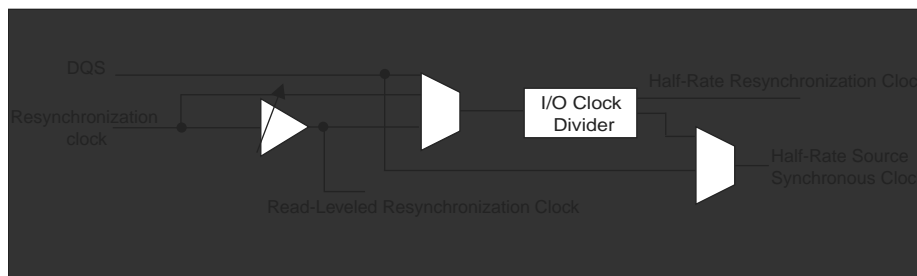 DQS
Half-Rate Resynchronization Cloc
I/O Clock
Divider
Resynchronization
clock
Half-Rate Source
Synchronous Cloc
Read-Leveled Resynchronization Clock